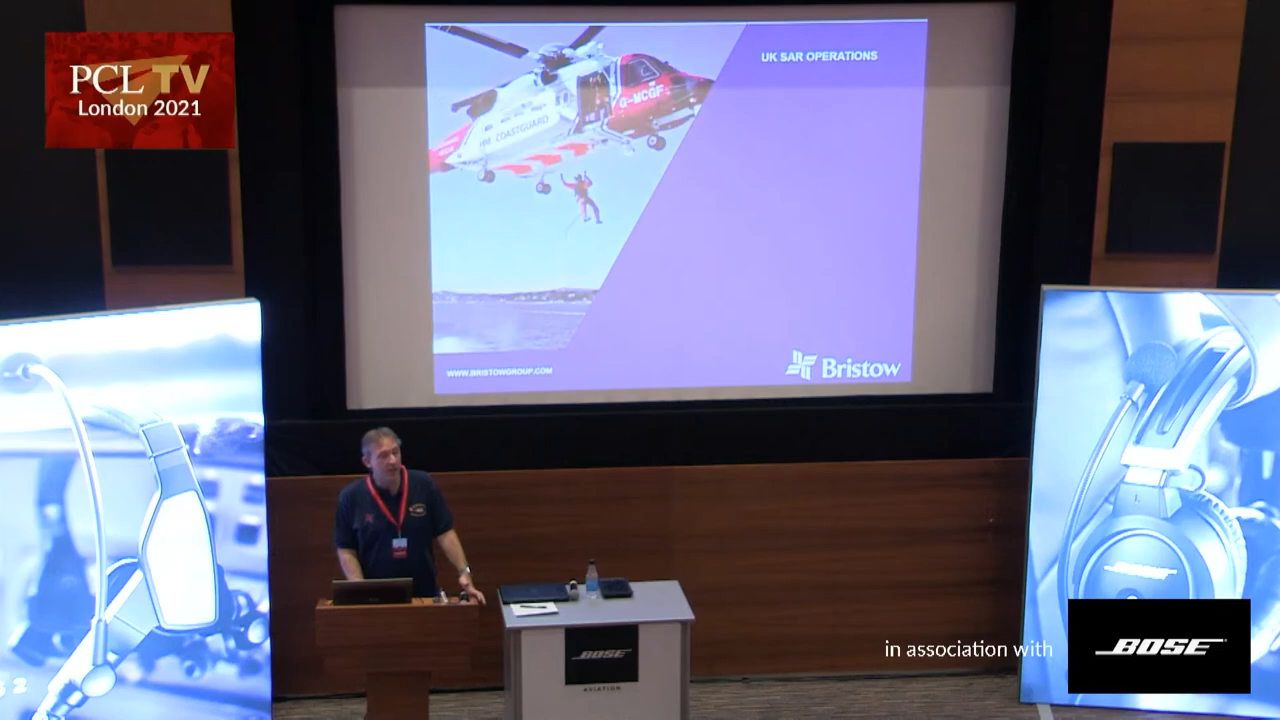 PCL TV
London 2021
UK SAR OPERATIONS
G-MCGF
HM COASTGUARD
WWW.BRISTOWGROUP.COM
Bristow
BOSE
BOSE
AVIATION
in association with
BOSE